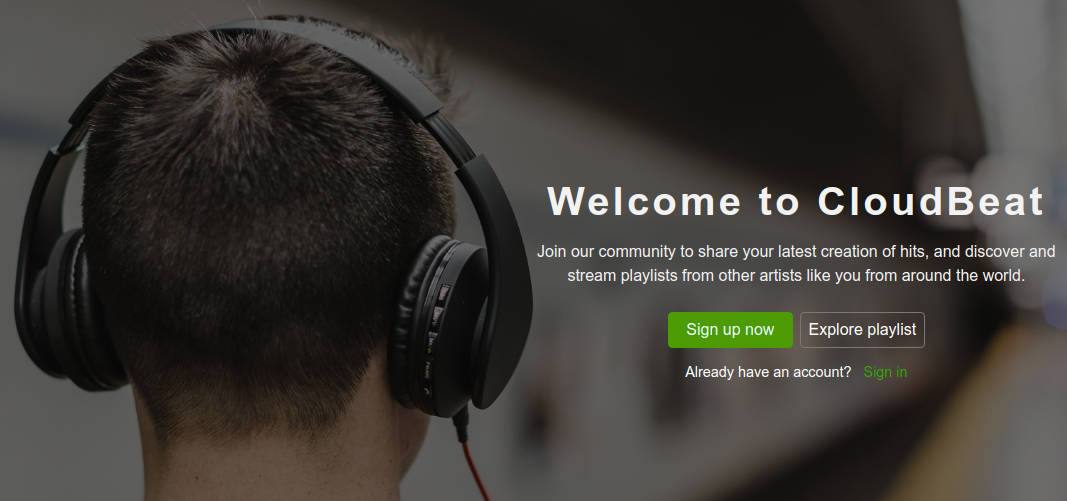 Welcome to CloudBeat
Join our community to share your latest creation of hits, and discover and
stream playlists from other artists like you from around the world.
Sign up now
Explore playlist
Already have an account? Sign in